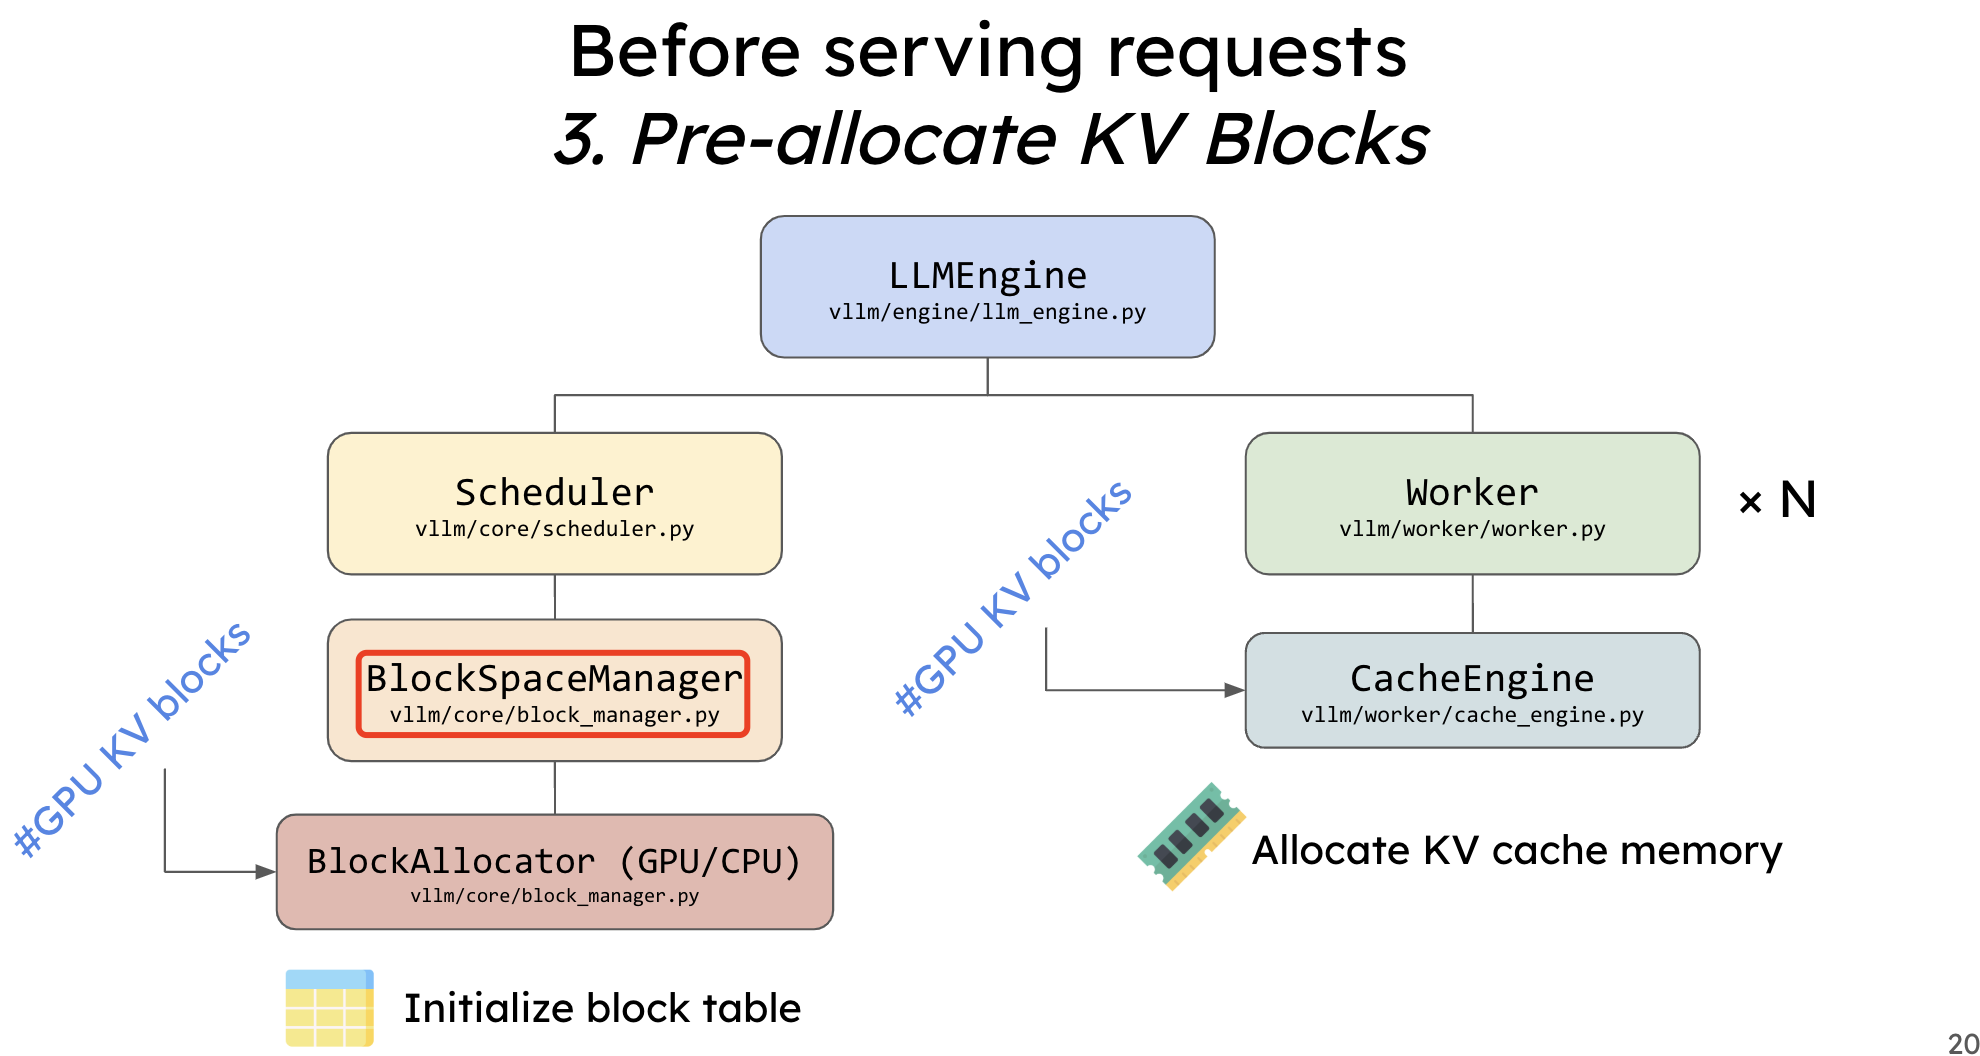 Before serving requests
3. Pre-allocate KV Blocks
LLMEngine
vllm/engine/llm_engine.py
Scheduler
vllm/core/scheduler.py
Worker
vllm/worker/worker.py
× N
#GPU KV blocks
BlockSpaceManager
vllm/core/block_manager.py
#GPU KV blocks
CacheEngine
vllm/worker/cache_engine.py
BlockAllocator (GPU/CPU)
vllm/core/block_manager.py
Allocate KV cache memory
Initialize block table
20